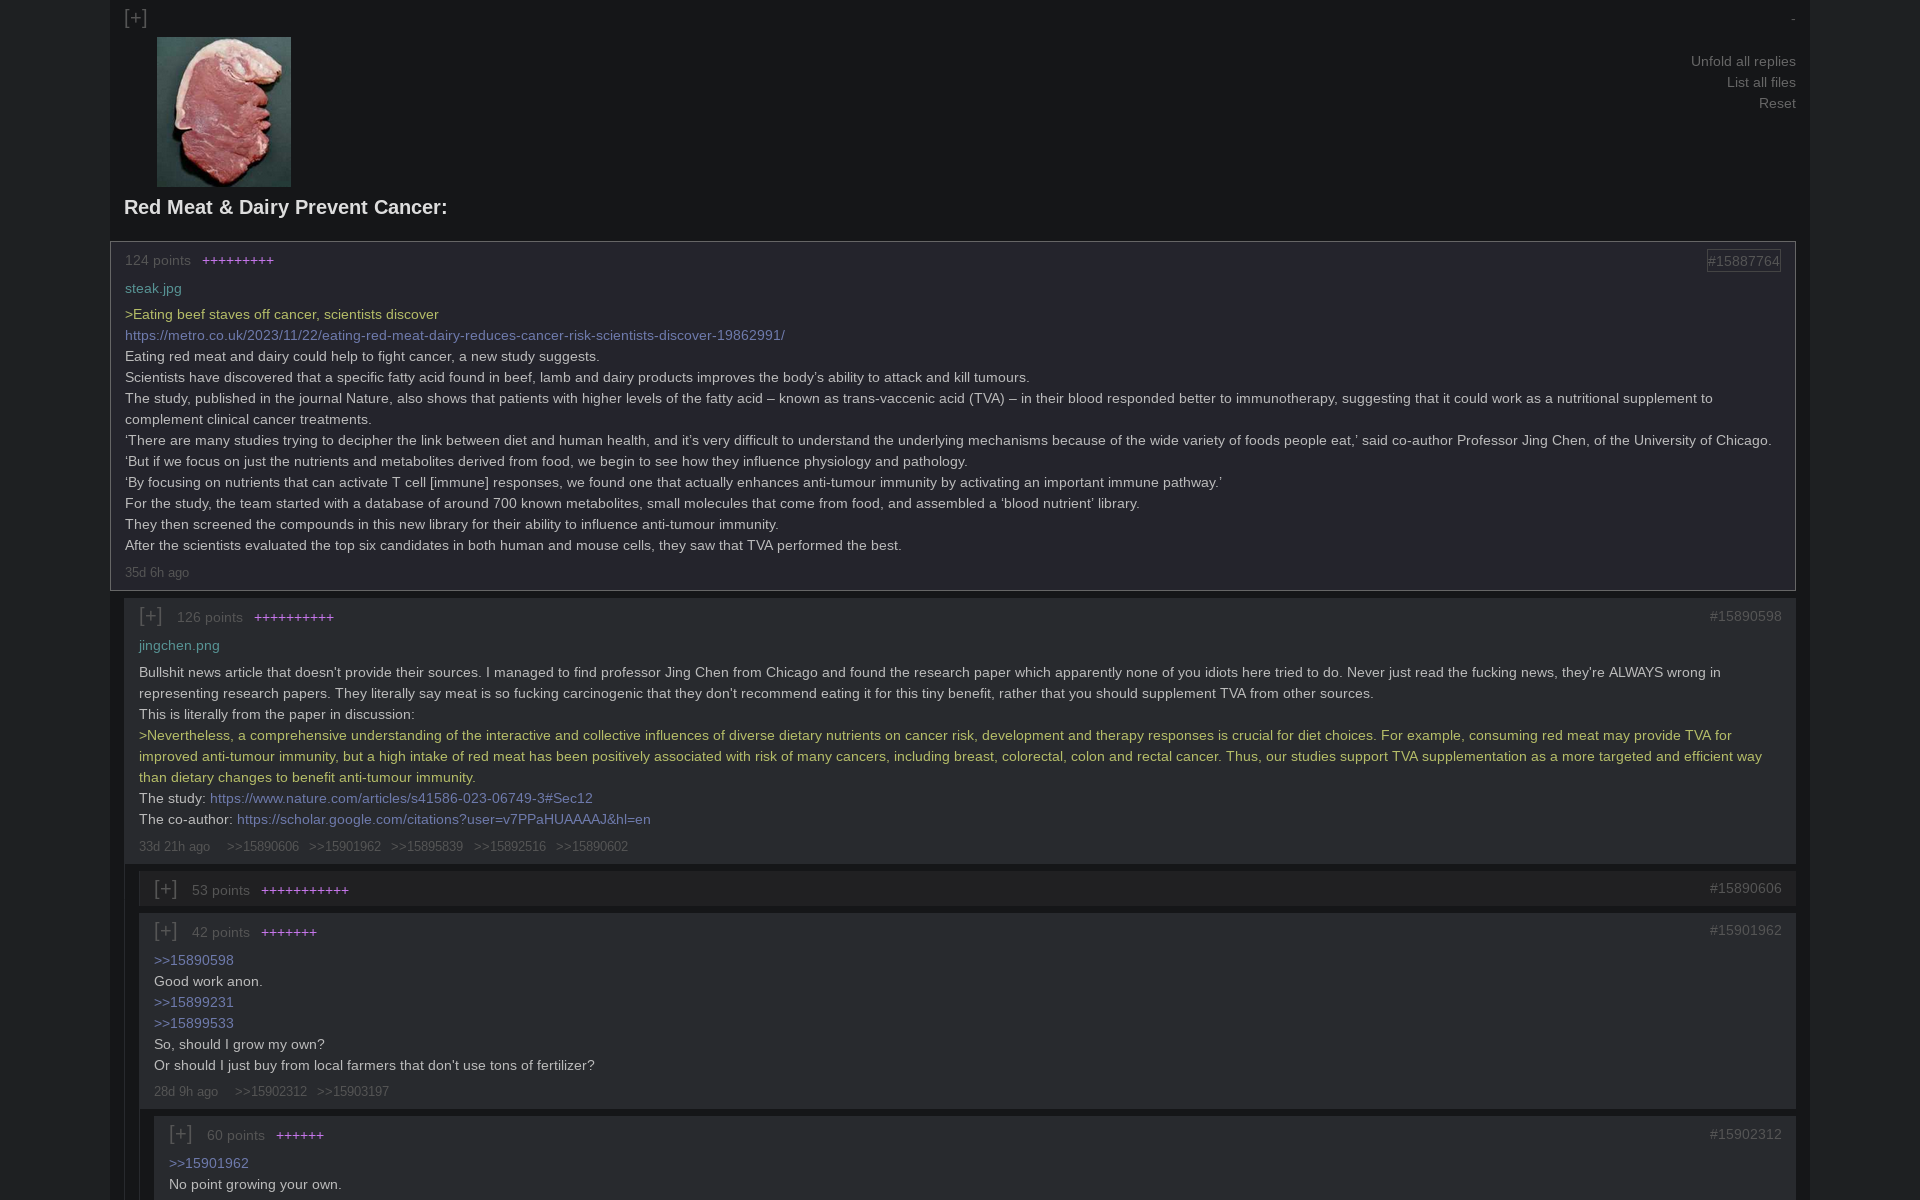 [+]
-
Unfold all replies
List all files
Reset
Red Meat & Dairy Prevent Cancer:
124 points +++++++++ #15887764
steak.jpg
>Eating beef staves off cancer, scientists discover
https://metro.co.uk/2023/11/22/eating-red-meat-dairy-reduces-cancer-risk-scientists-discover-19862991/
Eating red meat and dairy could help to fight cancer, a new study suggests.
Scientists have discovered that a specific fatty acid found in beef, lamb and dairy products improves the body’s ability to attack and kill tumours.
The study, published in the journal Nature, also shows that patients with higher levels of the fatty acid – known as trans-vaccenic acid (TVA) – in their blood responded better to immunotherapy, suggesting that it could work as a nutritional supplement to
complement clinical cancer treatments.
‘There are many studies trying to decipher the link between diet and human health, and it’s very difficult to understand the underlying mechanisms because of the wide variety of foods people eat,’ said co-author Professor Jing Chen, of the University of Chicago.
‘But if we focus on just the nutrients and metabolites derived from food, we begin to see how they influence physiology and pathology.
‘By focusing on nutrients that can activate T cell [immune] responses, we found one that actually enhances anti-tumour immunity by activating an important immune pathway.’
For the study, the team started with a database of around 700 known metabolites, small molecules that come from food, and assembled a ‘blood nutrient’ library.
They then screened the compounds in this new library for their ability to influence anti-tumour immunity.
After the scientists evaluated the top six candidates in both human and mouse cells, they saw that TVA performed the best.
35d 6h ago
[+] 126 points ++++++++++ #15890598
jingchen.png
Bullshit news article that doesn't provide their sources. I managed to find professor Jing Chen from Chicago and found the research paper which apparently none of you idiots here tried to do. Never just read the fucking news, they're ALWAYS wrong in
representing research papers. They literally say meat is so fucking carcinogenic that they don't recommend eating it for this tiny benefit, rather that you should supplement TVA from other sources.
This is literally from the paper in discussion:
>Nevertheless, a comprehensive understanding of the interactive and collective influences of diverse dietary nutrients on cancer risk, development and therapy responses is crucial for diet choices. For example, consuming red meat may provide TVA for
improved anti-tumour immunity, but a high intake of red meat has been positively associated with risk of many cancers, including breast, colorectal, colon and rectal cancer. Thus, our studies support TVA supplementation as a more targeted and efficient way
than dietary changes to benefit anti-tumour immunity.
The study: https://www.nature.com/articles/s41586-023-06749-3#Sec12
The co-author: https://scholar.google.com/citations?user=v7PPaHUAAAAJ&hl=en
33d 21h ago >>15890606 >>15901962 >>15895839 >>15892516 >>15890602
[+] 53 points +++++++++++ #15890606
[+] 42 points +++++++ #15901962
>>15890598
Good work anon.
>>15899231
>>15899533
So, should I grow my own?
Or should I just buy from local farmers that don't use tons of fertilizer?
28d 9h ago >>15902312 >>15903197
[+] 60 points ++++++ #15902312
>>15901962
No point growing your own.